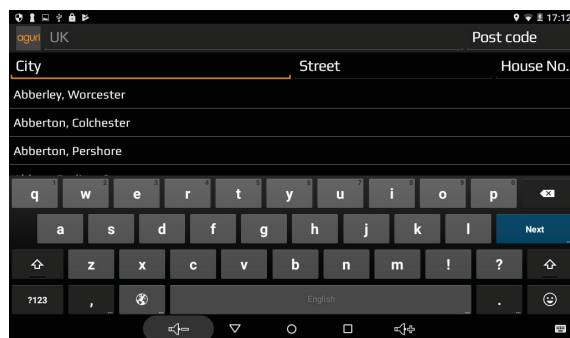 17:12
aguri UK Post code
City Street House No.
Abberley, Worcester
Abberton, Colchester
Abberton, Pershore
q 1 w 2 e 3 r 4 t 5 y 6 u 7 i 8 o 9 p 0
a s d f g h j k l Next
z x c v b n m ! ?
?123 , English .